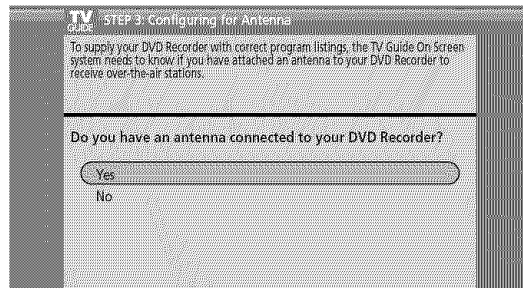 TV
GUIDE
STEP 3: Configuring for Antenna
To supply your DVD Recorder with correct program listings, the TV Guide On Screen
system needs to know if you have attached an antenna to your DVD Recorder to
receive over-the-air stations.
Do you have an antenna connected to your DVD Recorder?
Yes
No